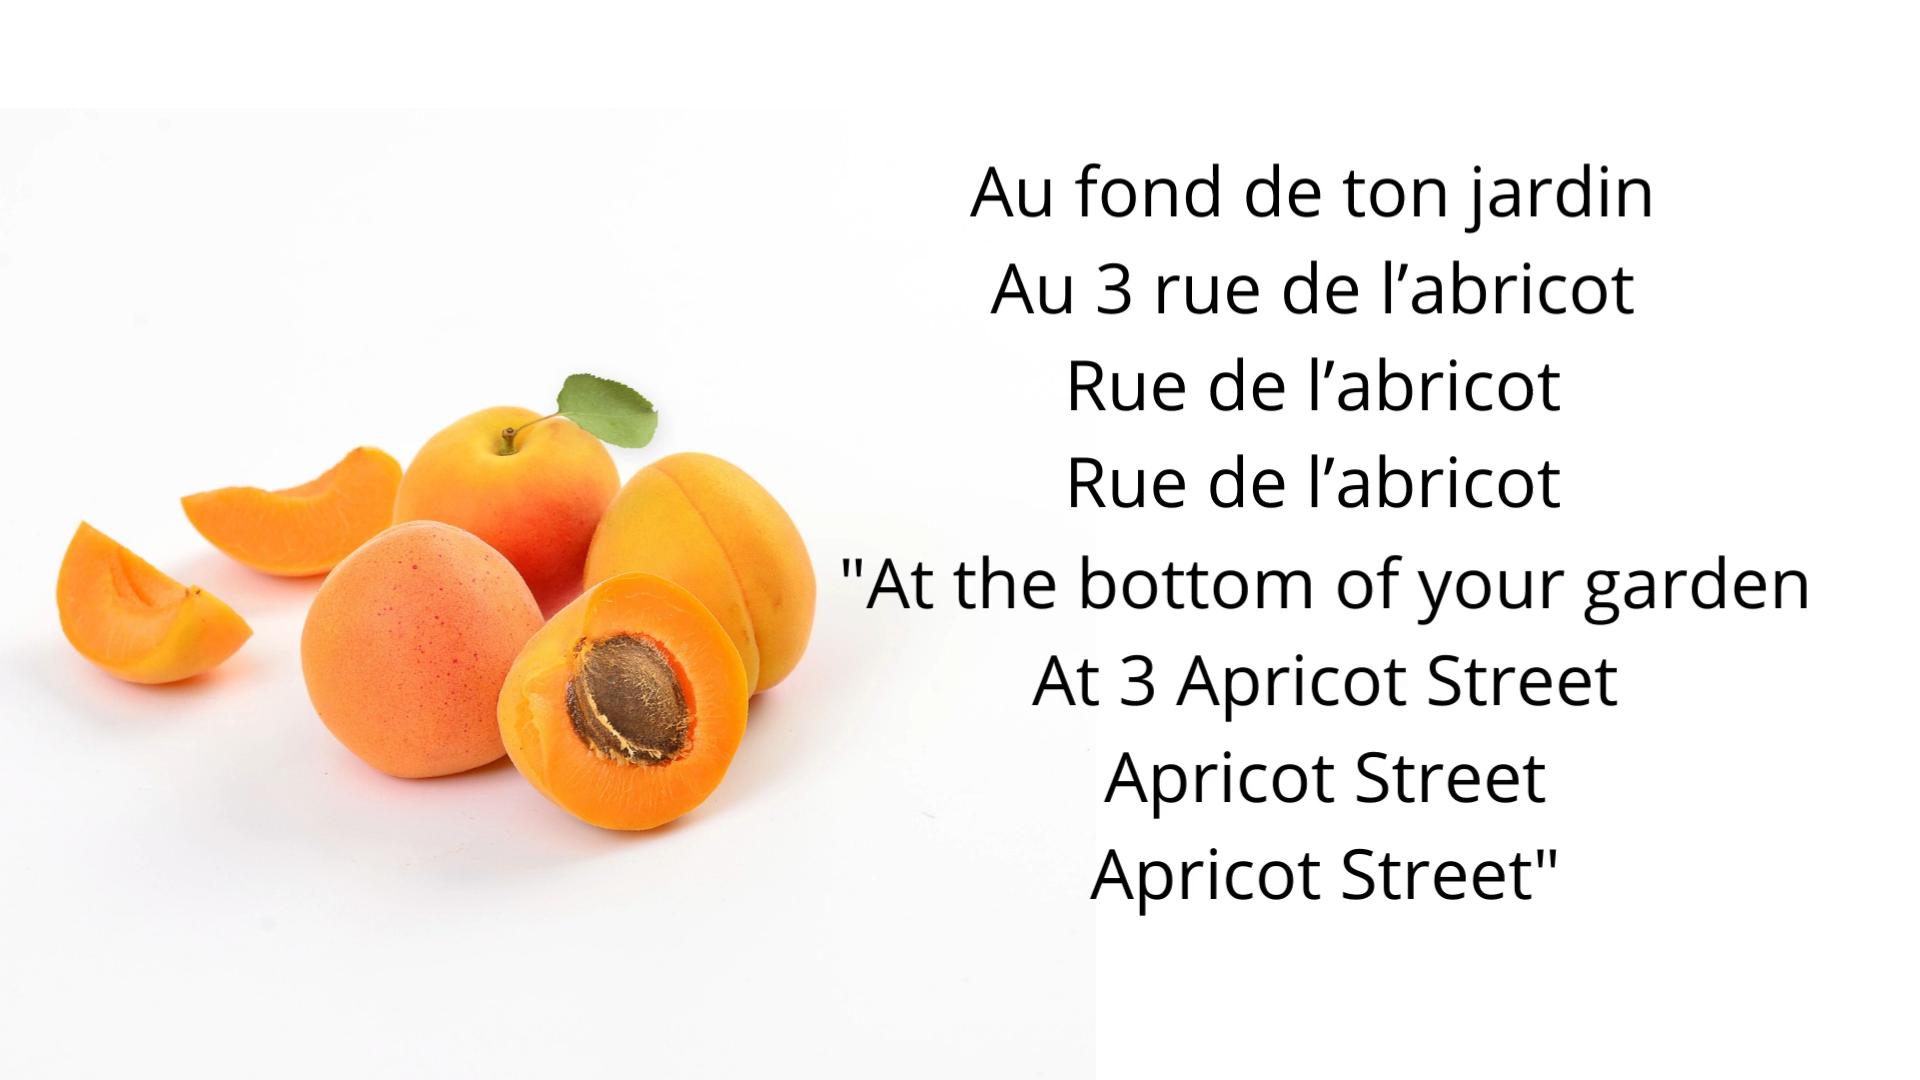 Au fond de ton jardin
Au 3 rue de l’abricot
Rue de l’abricot
Rue de l’abricot
"At the bottom of your garden
At 3 Apricot Street
Apricot Street
Apricot Street"